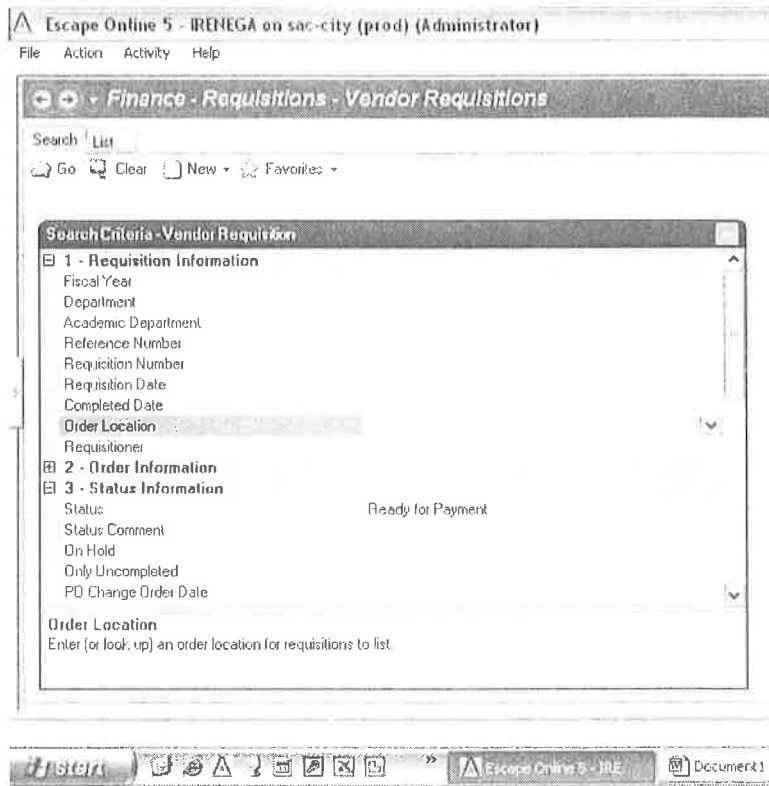 Escape Online 5 - IRENEGA on sac-city (prod) (Administrator)
File Action Activity Help
Finance - Requisitions - Vendor Requisitions
Search List
Go Clear New Favorites
Search Criteria - Vendor Requisition
1 - Requisition Information
Fiscal Year
Department
Academic Department
Reference Number
Requisition Number
Requisition Date
Completed Date
Order Location
Requisitioner
2 - Order Information
3 - Status Information
Status Ready for Payment
Status Comment
On Hold
Only Uncompleted
PO Change Order Date
Order Location
Enter (or look up) an order location for requisitions to list.
start » Escape Online 5 - IRE Document1